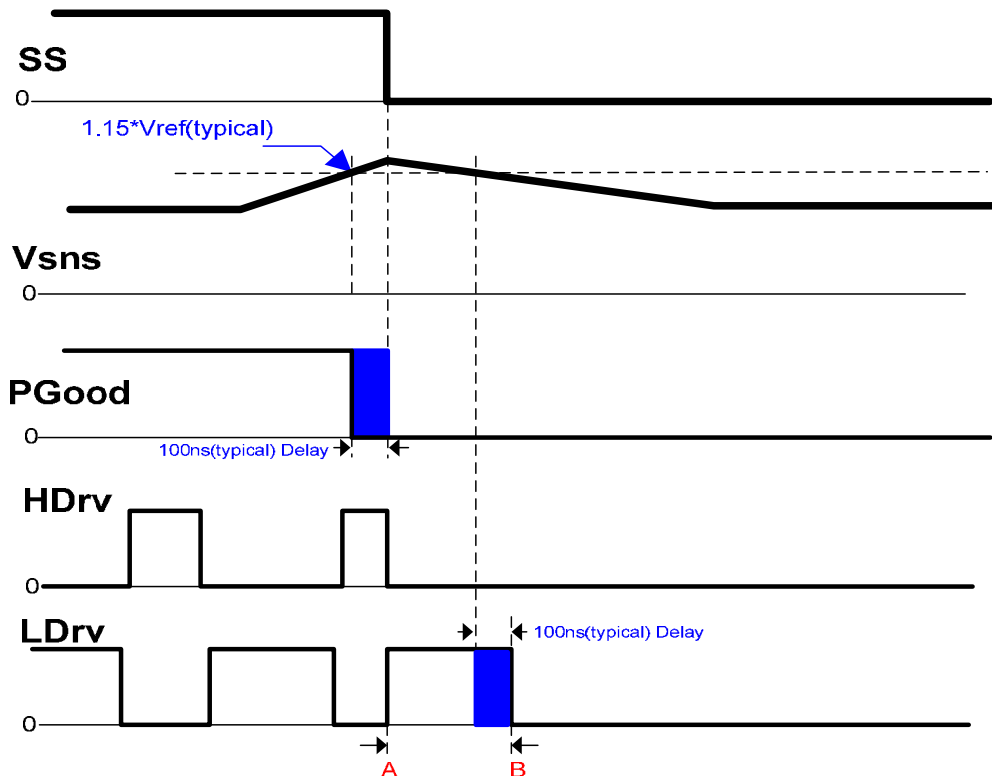 SS
0
1.15*Vref(typical)
Vsns
0
PGood
0
100ns(typical) Delay
HDrv
0
LDrv
100ns(typical) Delay
0
A
B